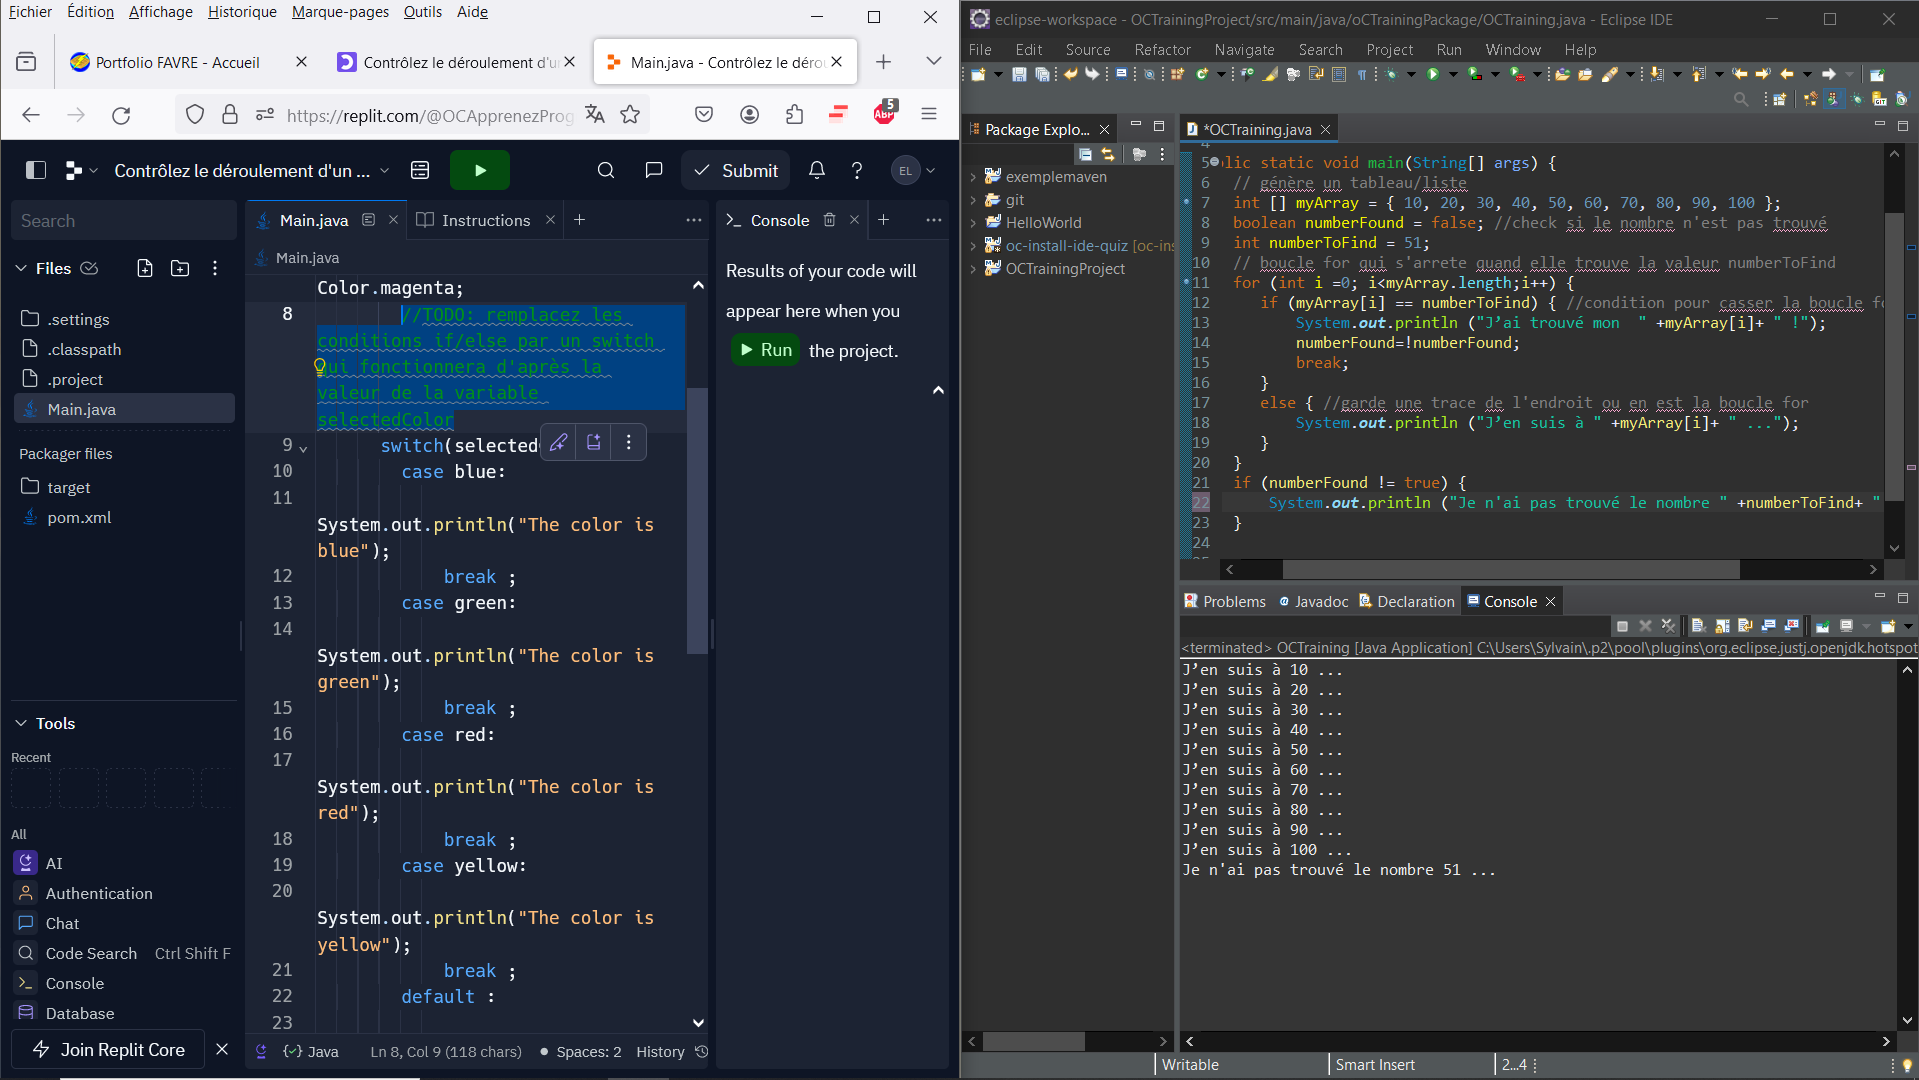 Fichier Édition Affichage Historique Marque-pages Outils Aide
Portfolio FAVRE - Accueil
Contrôlez le déroulement d'u
Main.java - Contrôlez le dérou
https://replit.com/@OCApprenezProg
5
ABP
Contrôlez le déroulement d'un ...
Submit
EL
Search
Files
.settings
.classpath
.project
Main.java
Packager files
target
pom.xml
Tools
Recent
All
AI
Authentication
Chat
Code Search Ctrl Shift F
Console
Database
Join Replit Core
Main.java
Instructions
Main.java
Color.magenta;
8 //TODO: remplacez les
conditions if/else par un switch
qui fonctionnera d'après la
valeur de la variable
selectedColor
9 switch(selected
10 case blue:
11
System.out.println("The color is
blue");
12 break ;
13 case green:
14
System.out.println("The color is
green");
15 break ;
16 case red:
17
System.out.println("The color is
red");
18 break ;
19 case yellow:
20
System.out.println("The color is
yellow");
21 break ;
22 default :
23
Java
Ln 8, Col 9 (118 chars)
Spaces: 2
History
Console
Results of your code will
appear here when you
Run the project.
eclipse-workspace - OCTrainingProject/src/main/java/oCTrainingPackage/OCTraining.java - Eclipse IDE
File Edit Source Refactor Navigate Search Project Run Window Help
Package Explo...
exemplemaven
git
HelloWorld
oc-install-ide-quiz [oc-ins
OCTrainingProject
*OCTraining.java
4
5 lic static void main(String[] args) {
6 // génère un tableau/liste
7 int [] myArray = { 10, 20, 30, 40, 50, 60, 70, 80, 90, 100 };
8 boolean numberFound = false; //check si le nombre n'est pas trouvé
9 int numberToFind = 51;
10 // boucle for qui s'arrete quand elle trouve la valeur numberToFind
11 for (int i =0; i<myArray.length;i++) {
12 if (myArray[i] == numberToFind) { //condition pour casser la boucle fo
13 System.out.println ("J’ai trouvé mon  " +myArray[i]+ " !");
14 numberFound=!numberFound;
15 break;
16 }
17 else { //garde une trace de l'endroit ou en est la boucle for
18 System.out.println ("J’en suis à " +myArray[i]+ " ...");
19 }
20 }
21 if (numberFound != true) {
22 System.out.println ("Je n'ai pas trouvé le nombre " +numberToFind+ "
23 }
24
Problems
Javadoc
Declaration
Console
<terminated> OCTraining [Java Application] C:\Users\Sylvain\.p2\pool\plugins\org.eclipse.justj.openjdk.hotspot
J’en suis à 10 ...
J’en suis à 20 ...
J’en suis à 30 ...
J’en suis à 40 ...
J’en suis à 50 ...
J’en suis à 60 ...
J’en suis à 70 ...
J’en suis à 80 ...
J’en suis à 90 ...
J’en suis à 100 ...
Je n'ai pas trouvé le nombre 51 ...
Writable
Smart Insert
2...4